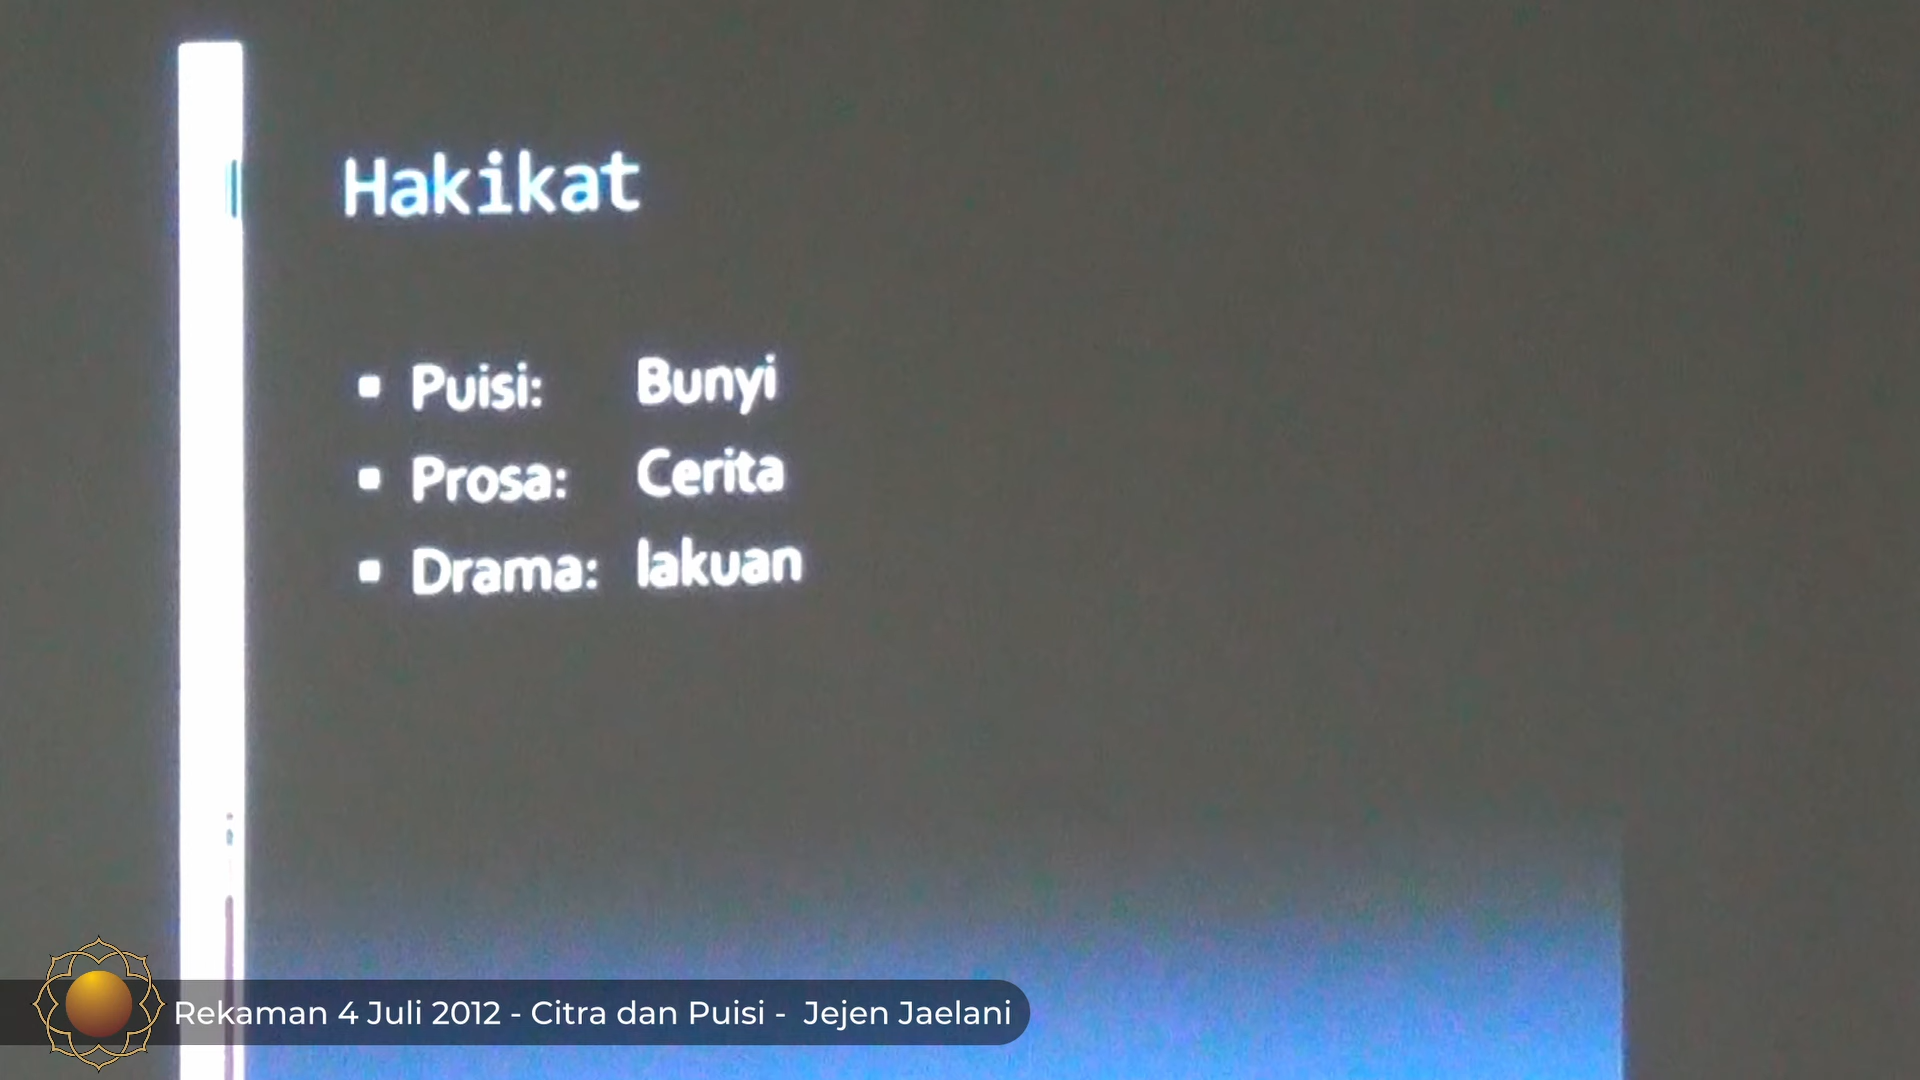 Hakikat
▪ Puisi: Bunyi
▪ Prosa: Cerita
▪ Drama: lakuan
Rekaman 4 Juli 2012 - Citra dan Puisi - Jejen Jaelani